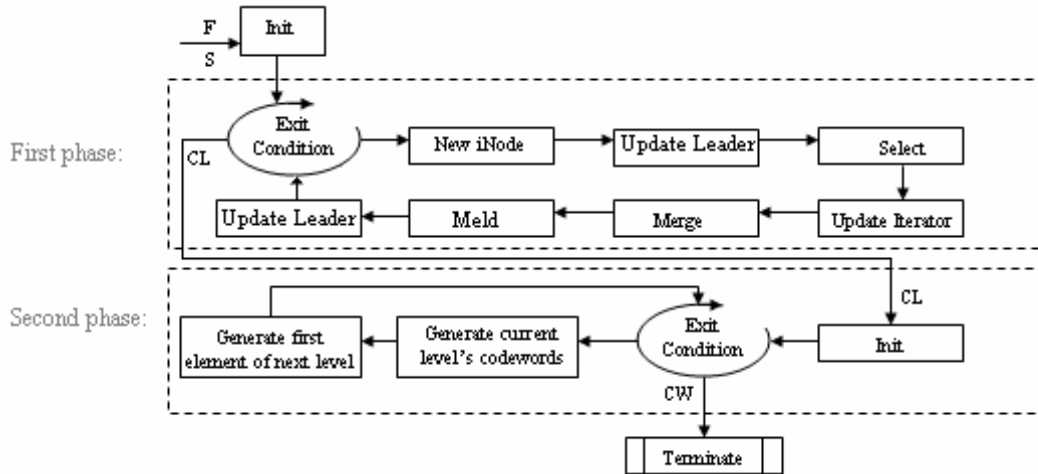 F
S
Init
First phase:
CL
Exit
Condition
New iNode
Update Leader
Select
Update Leader
Meld
Merge
Update Iterator
CL
Second phase:
Generate first
element of next level
Generate current
level's codewords
Exit
Condition
Init
CW
Terminate